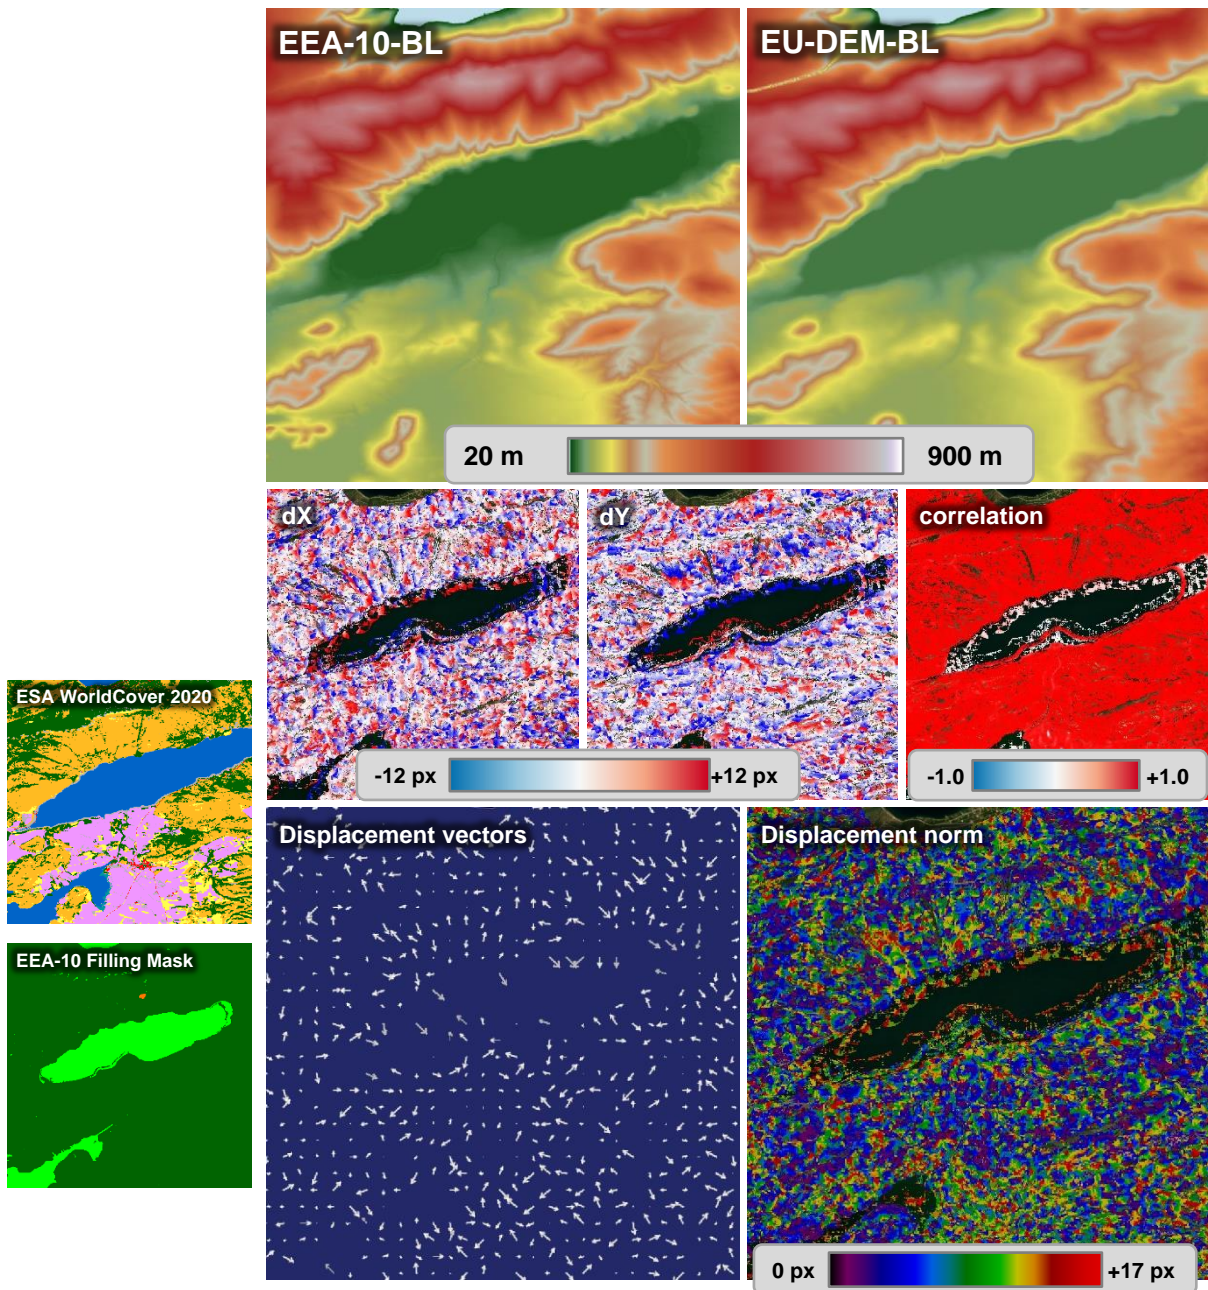 EEA-10-BL
EU-DEM-BL
20 m
900 m
dX
dY
correlation
-12 px
+12 px
-1.0
+1.0
ESA WorldCover 2020
EEA-10 Filling Mask
Displacement vectors
Displacement norm
0 px
+17 px